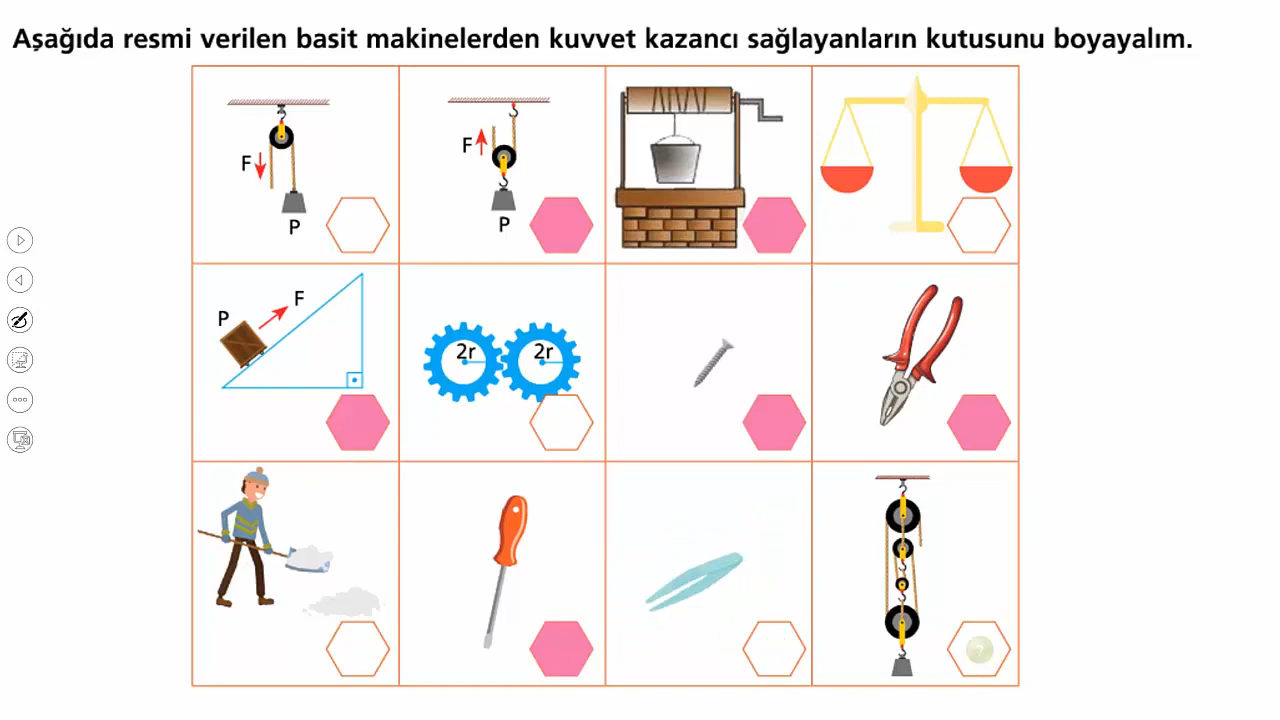 Aşağıda resmi verilen basit makinelerden kuvvet kazancı sağlayanların kutusunu boyayalım.
F
P
F
P
P
F
2r
2r